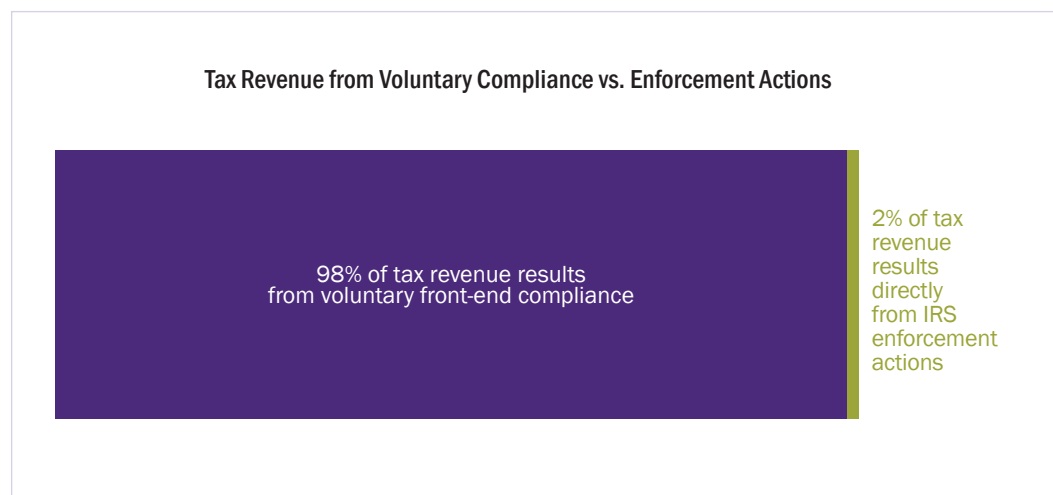 Tax Revenue from Voluntary Compliance vs. Enforcement Actions
98% of tax revenue results
from voluntary front-end compliance
2% of tax
revenue
results
directly
from IRS
enforcement
actions